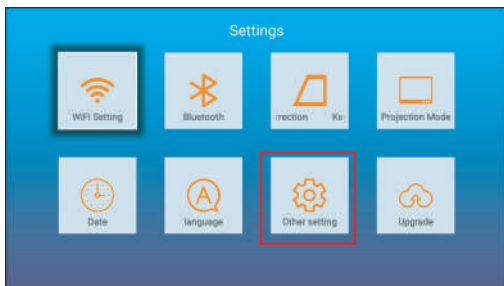 Settings
WiFi Setting
Bluetooth
rrection Ke
Projection Mode
Date
A
language
Other setting
Upgrade